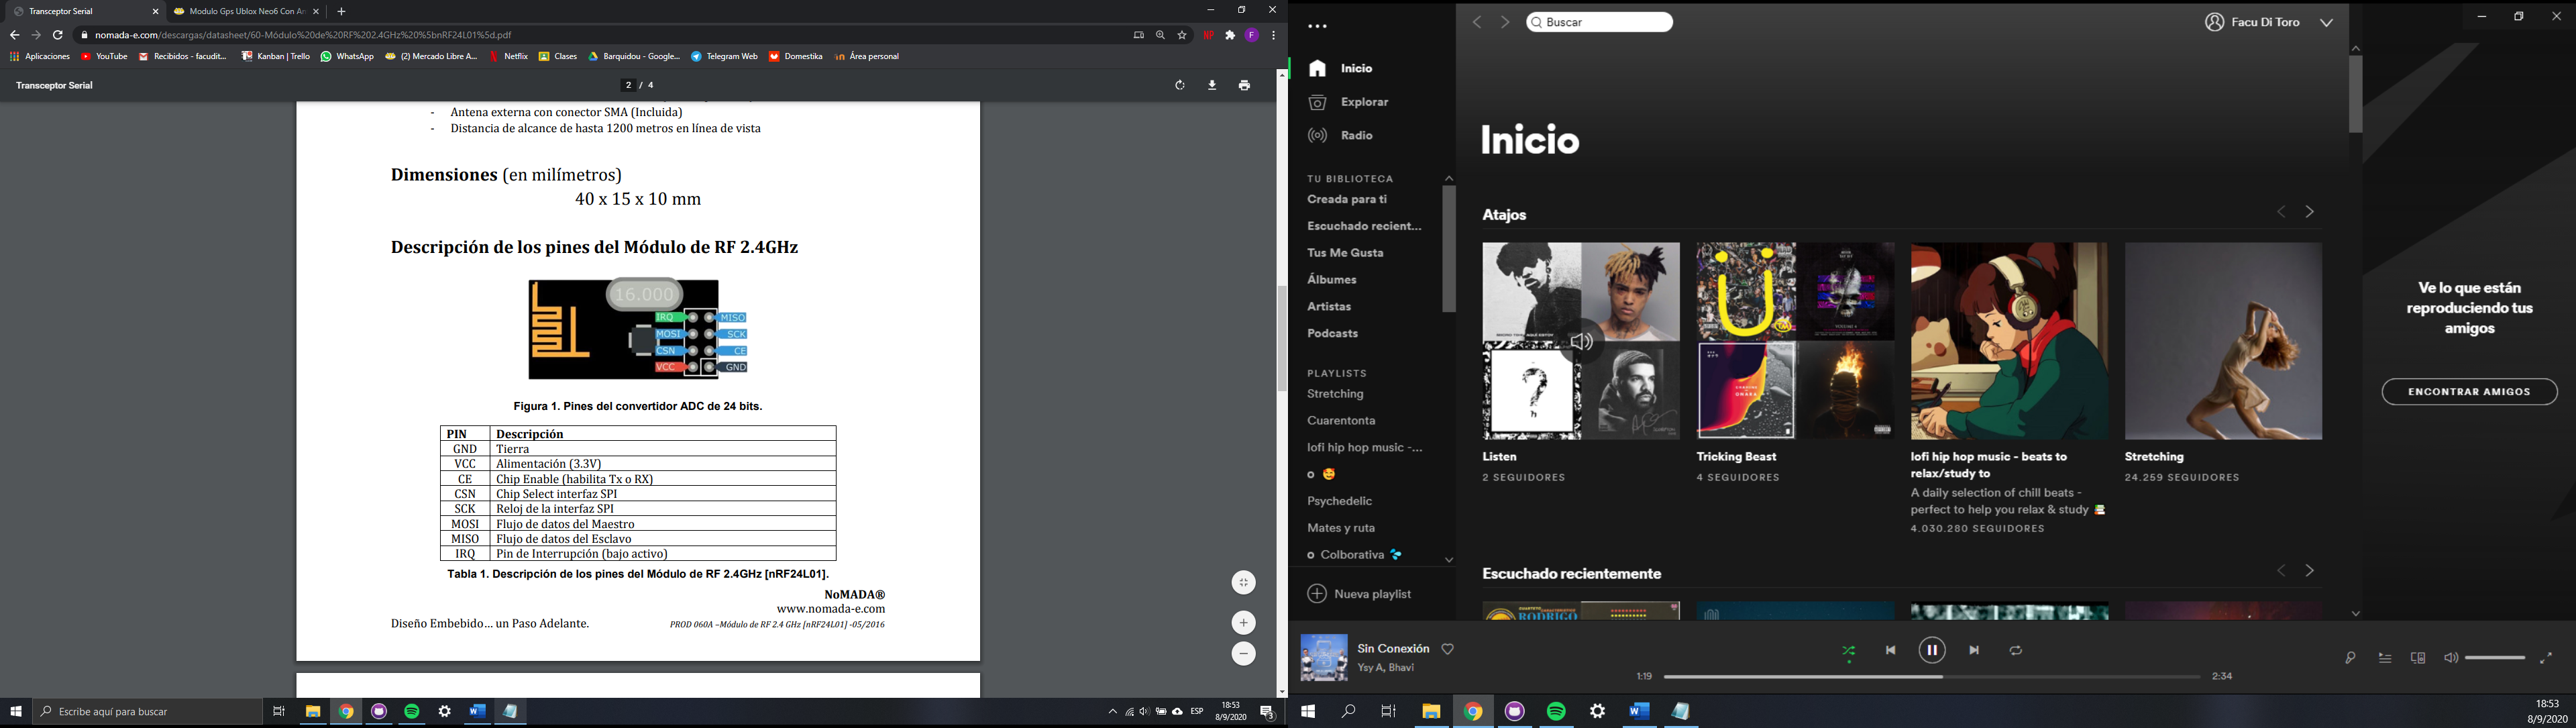 Transceptor Serial
Modulo Gps Ublox Neo6 Con An
nomada-e.com/descargas/datasheet/60-Módulo%20de%20RF%202.4GHz%20%5bnRF24L01%5d.pdf
Aplicaciones
YouTube
Recibidos - facudit...
Kanban | Trello
WhatsApp
(2) Mercado Libre A...
Netflix
Clases
Barquidou - Google...
Telegram Web
Domestika
Área personal
Transceptor Serial
2 / 4
- Antena externa con conector SMA (Incluida)
- Distancia de alcance de hasta 1200 metros en línea de vista
Dimensiones (en milímetros)
40 x 15 x 10 mm
Descripción de los pines del Módulo de RF 2.4GHz
16.000
IRQ MISO
MOSI SCK
CSN CE
VCC GND
Figura 1. Pines del convertidor ADC de 24 bits.
PIN Descripción
GND Tierra
VCC Alimentación (3.3V)
CE Chip Enable (habilita Tx o RX)
CSN Chip Select interfaz SPI
SCK Reloj de la interfaz SPI
MOSI Flujo de datos del Maestro
MISO Flujo de datos del Esclavo
IRQ Pin de Interrupción (bajo activo)
Tabla 1. Descripción de los pines del Módulo de RF 2.4GHz [nRF24L01].
NoMADA®
www.nomada-e.com
Diseño Embebido... un Paso Adelante.
PROD 060A –Módulo de RF 2.4 GHz [nRF24L01] -05/2016
Escribe aquí para buscar
ESP
18:53
8/9/2020
3
Buscar
Facu Di Toro
Inicio
Explorar
Radio
TU BIBLIOTECA
Creada para ti
Escuchado recient...
Tus Me Gusta
Álbumes
Artistas
Podcasts
PLAYLISTS
Stretching
Cuarentonta
lofi hip hop music -...
🥰
Psychedelic
Mates y ruta
Colborativa 💦
Nueva playlist
Inicio
Atajos
Listen
2 SEGUIDORES
Tricking Beast
4 SEGUIDORES
lofi hip hop music - beats to
relax/study to
A daily selection of chill beats -
perfect to help you relax & study 📚
4.030.280 SEGUIDORES
Stretching
24.259 SEGUIDORES
Escuchado recientemente
RODRIGO
Ve lo que están
reproduciendo tus
amigos
ENCONTRAR AMIGOS
Sin Conexión
Ysy A, Bhavi
1:19
2:34
18:53
8/9/2020